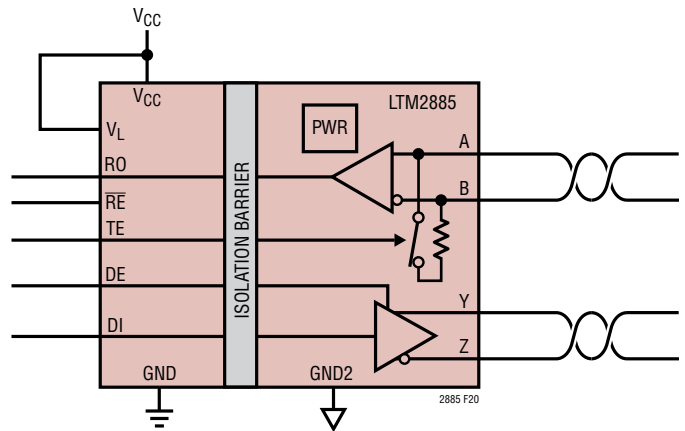 VCC
VCC
LTM2885
PWR
VL
RO
RE
TE
DE
DI
ISOLATION BARRIER
A
B
Y
Z
GND
GND2
2885 F20